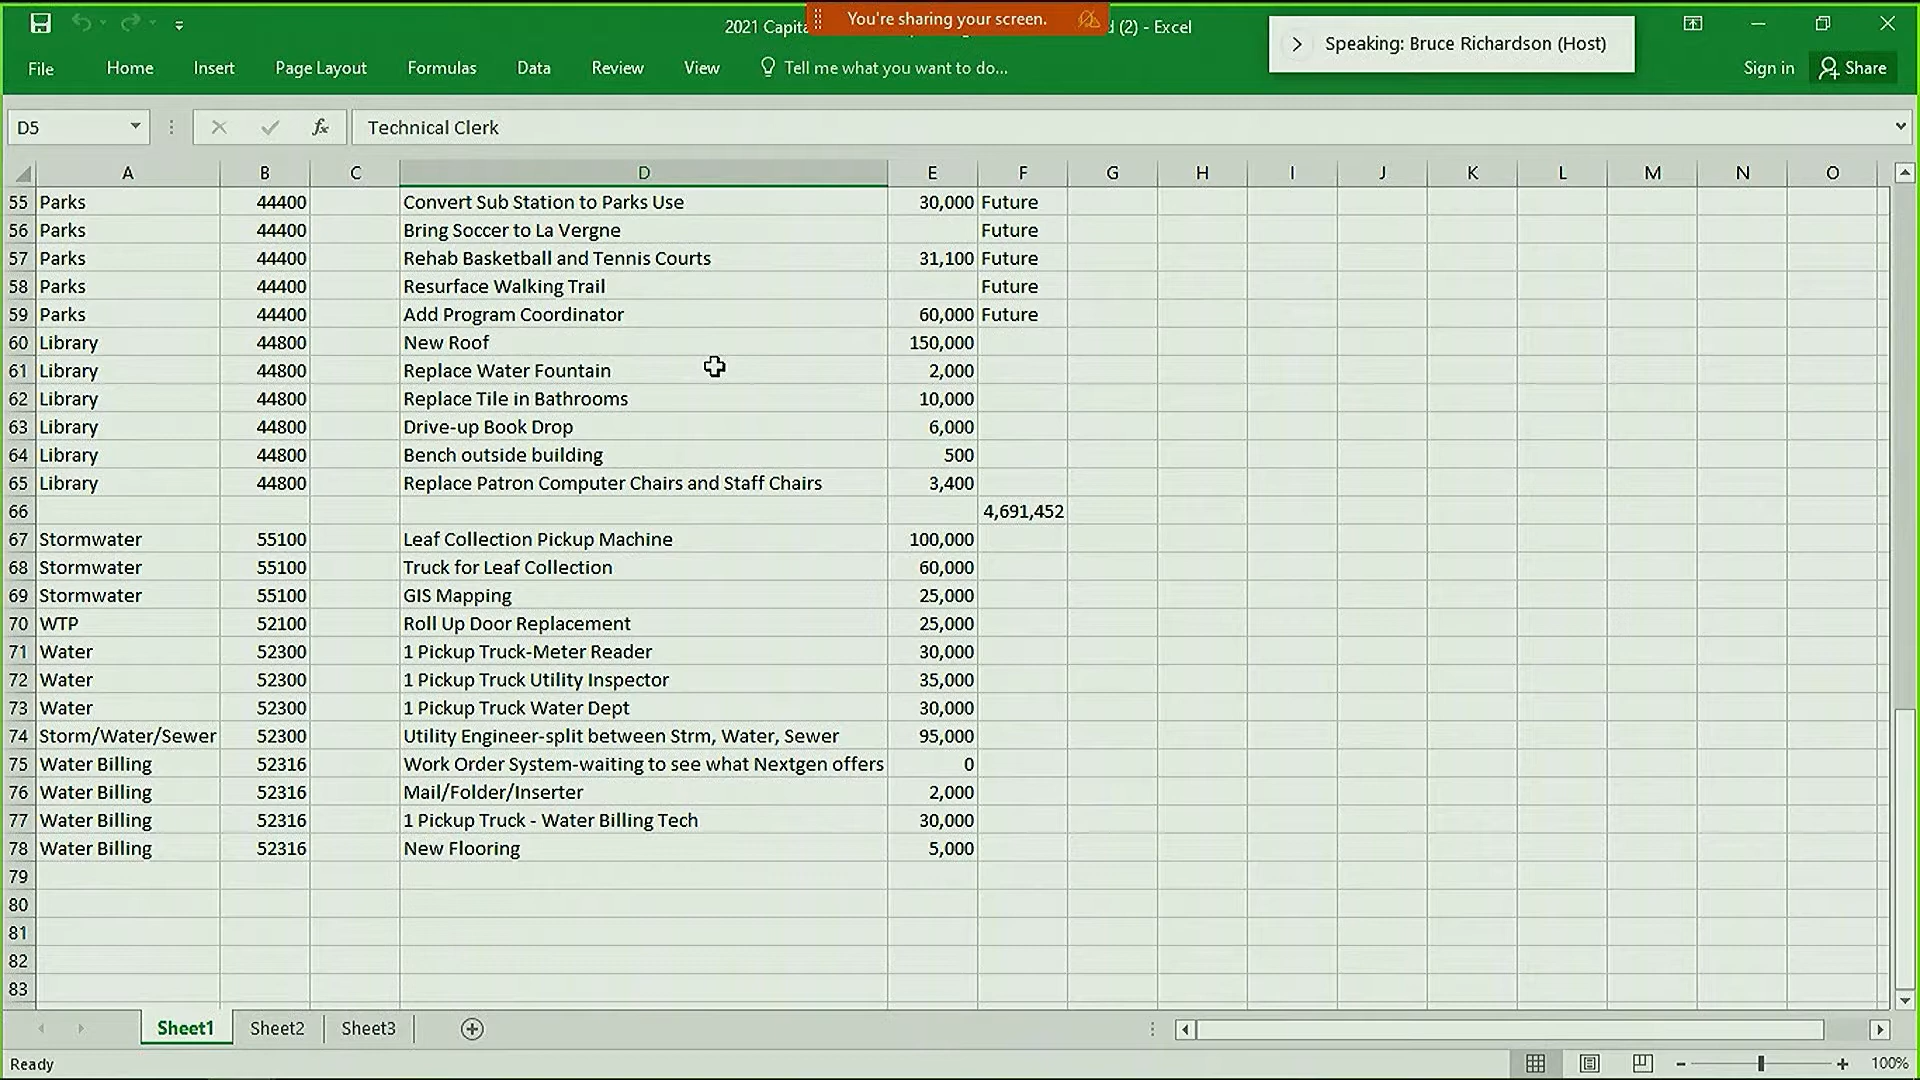 2021 Capita
You're sharing your screen.
d (2) - Excel
Speaking: Bruce Richardson (Host)
File Home Insert Page Layout Formulas Data Review View Tell me what you want to do... Sign in Share
D5 fx Technical Clerk
A B C D E F G H I J K L M N O
55 Parks 44400 Convert Sub Station to Parks Use 30,000 Future
56 Parks 44400 Bring Soccer to La Vergne Future
57 Parks 44400 Rehab Basketball and Tennis Courts 31,100 Future
58 Parks 44400 Resurface Walking Trail Future
59 Parks 44400 Add Program Coordinator 60,000 Future
60 Library 44800 New Roof 150,000
61 Library 44800 Replace Water Fountain 2,000
62 Library 44800 Replace Tile in Bathrooms 10,000
63 Library 44800 Drive-up Book Drop 6,000
64 Library 44800 Bench outside building 500
65 Library 44800 Replace Patron Computer Chairs and Staff Chairs 3,400
66 4,691,452
67 Stormwater 55100 Leaf Collection Pickup Machine 100,000
68 Stormwater 55100 Truck for Leaf Collection 60,000
69 Stormwater 55100 GIS Mapping 25,000
70 WTP 52100 Roll Up Door Replacement 25,000
71 Water 52300 1 Pickup Truck-Meter Reader 30,000
72 Water 52300 1 Pickup Truck Utility Inspector 35,000
73 Water 52300 1 Pickup Truck Water Dept 30,000
74 Storm/Water/Sewer 52300 Utility Engineer-split between Strm, Water, Sewer 95,000
75 Water Billing 52316 Work Order System-waiting to see what Nextgen offers 0
76 Water Billing 52316 Mail/Folder/Inserter 2,000
77 Water Billing 52316 1 Pickup Truck - Water Billing Tech 30,000
78 Water Billing 52316 New Flooring 5,000
79
80
81
82
83
Sheet1 Sheet2 Sheet3
Ready 100%